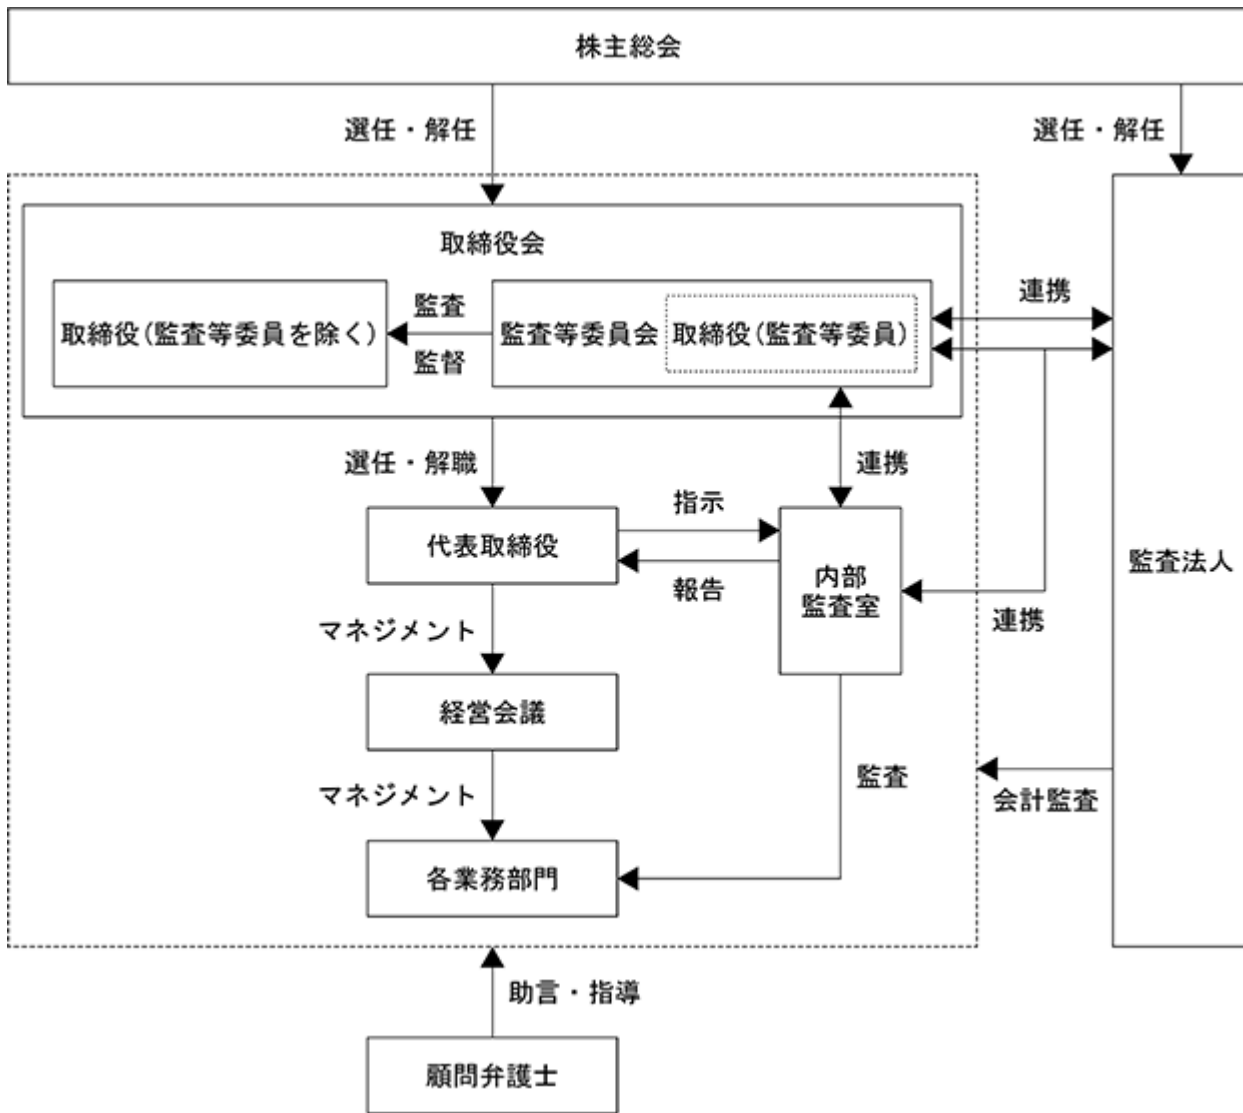 株主総会
選任・解任
選任・解任
取締役会
取締役(監査等委員を除く)
監査
監督
監査等委員会
取締役(監査等委員)
連携
選任・解職
連携
指示
代表取締役
報告
内部
監査室
連携
監査法人
マネジメント
経営会議
マネジメント
監査
会計監査
各業務部門
助言・指導
顧問弁護士